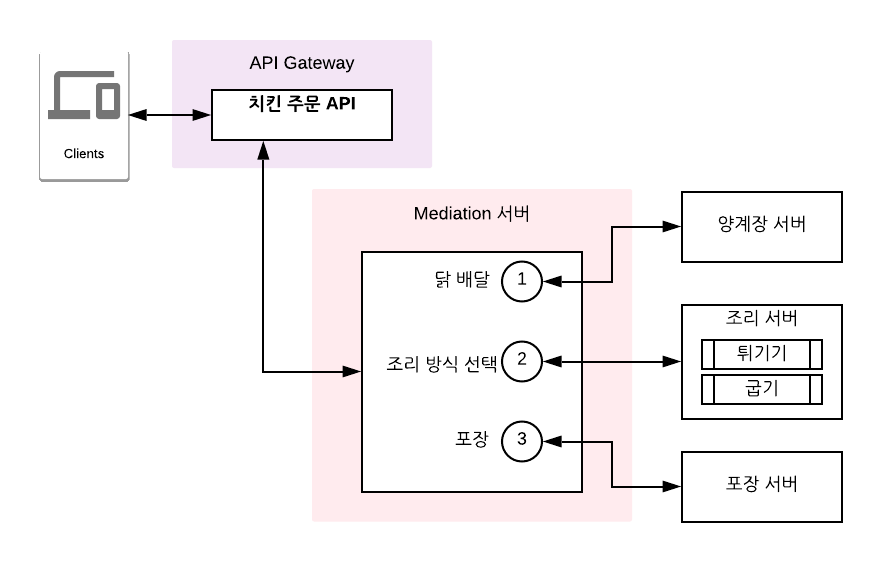 API Gateway
치킨 주문 API
Clients
Mediation 서버
양계장 서버
닭 배달 1
조리 서버
튀기기
조리 방식 선택 2
굽기
포장 3
포장 서버